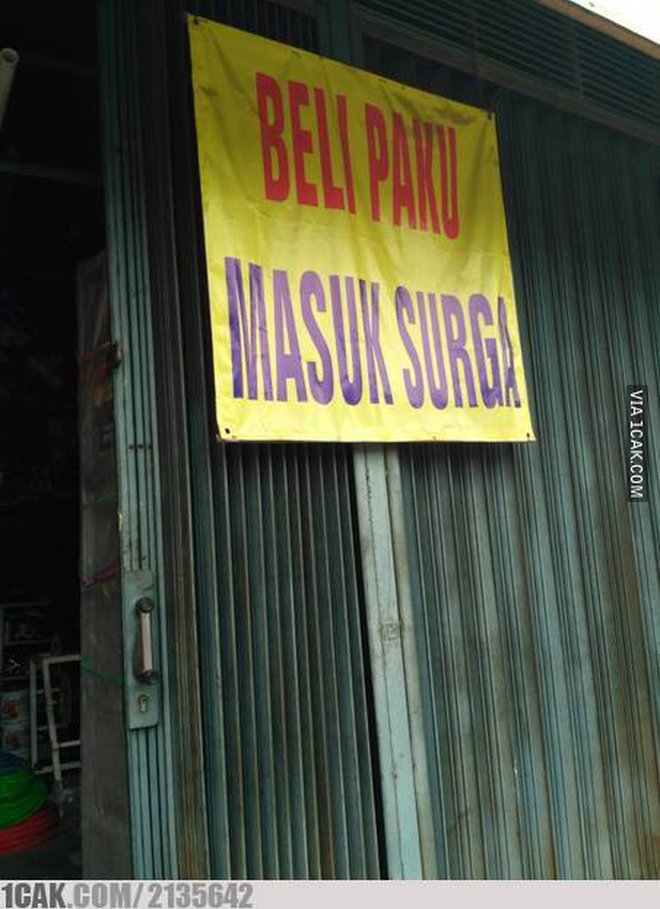 BELI PAKU
MASUK SURGA
VIA 1CAK.COM
1CAK.COM/2135642